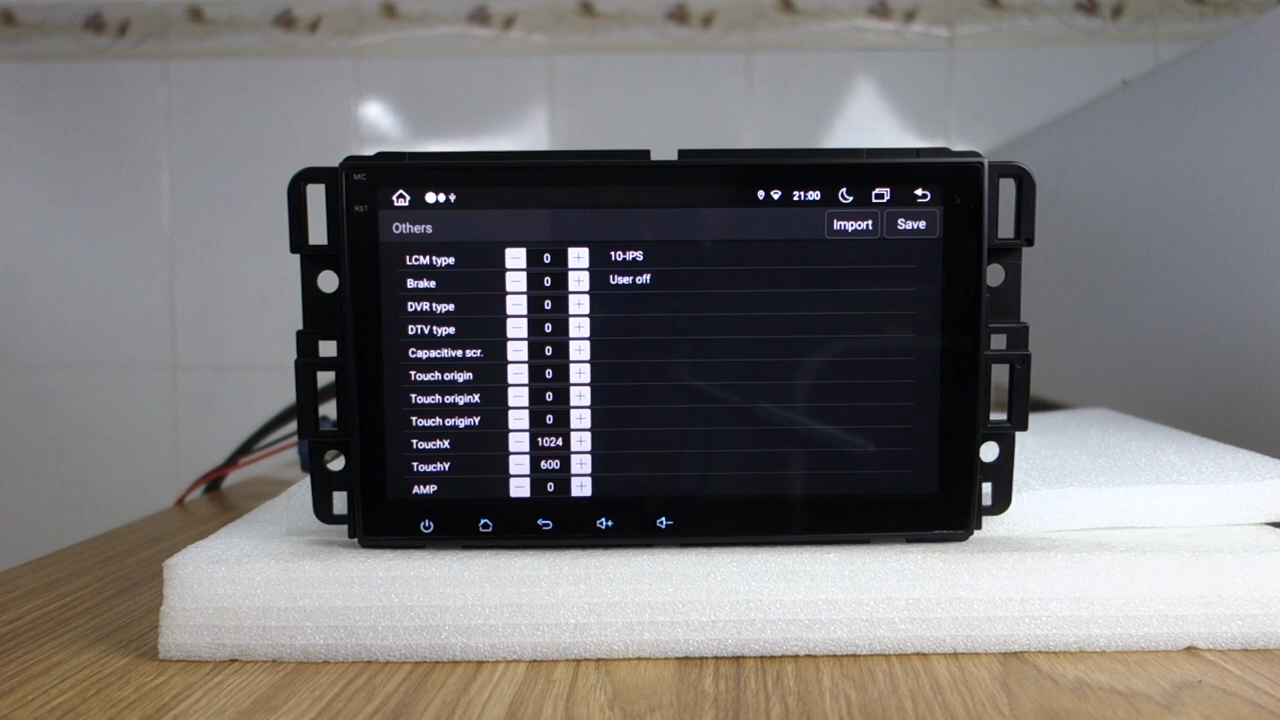 MIC
RST
21:00
Others
Import
Save
LCM type 0 10-IPS
Brake 0 User off
DVR type 0
DTV type 0
Capacitive scr. 0
Touch origin 0
Touch originX 0
Touch originY 0
TouchX 1024
TouchY 600
AMP 0